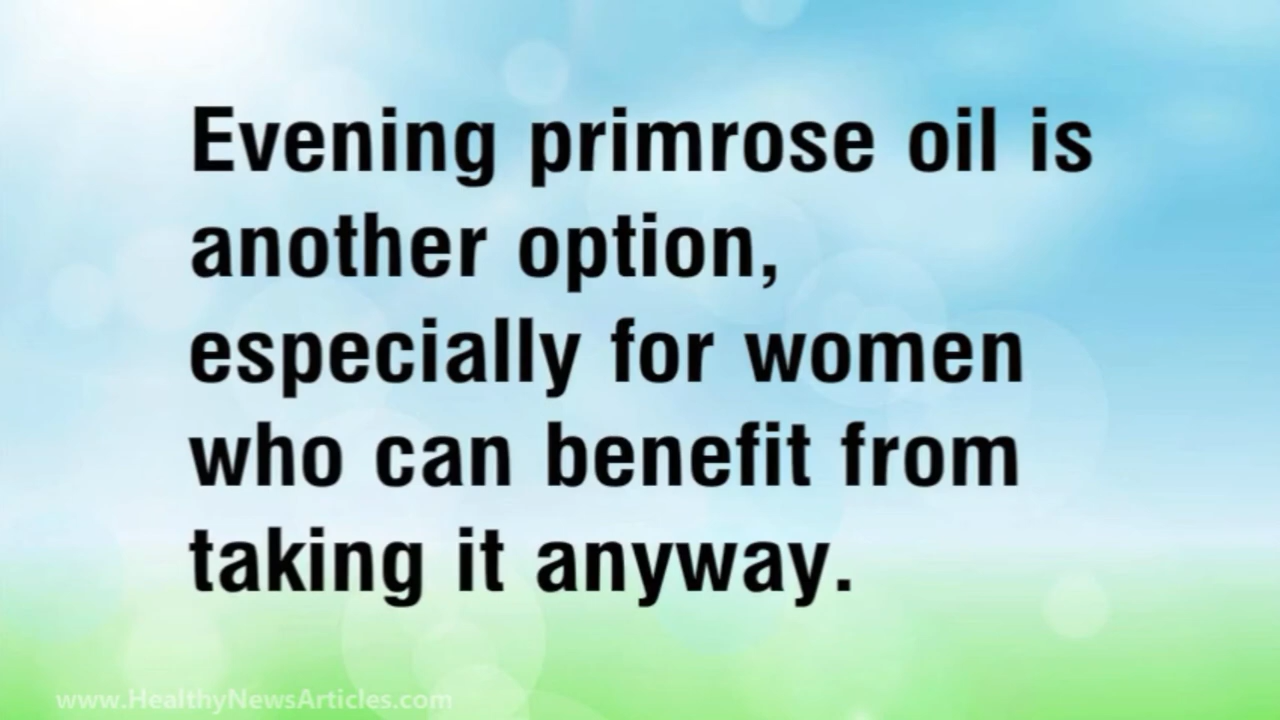 Evening primrose oil is
another option,
especially for women
who can benefit from
taking it anyway.
www.HealthyNewsArticles.com